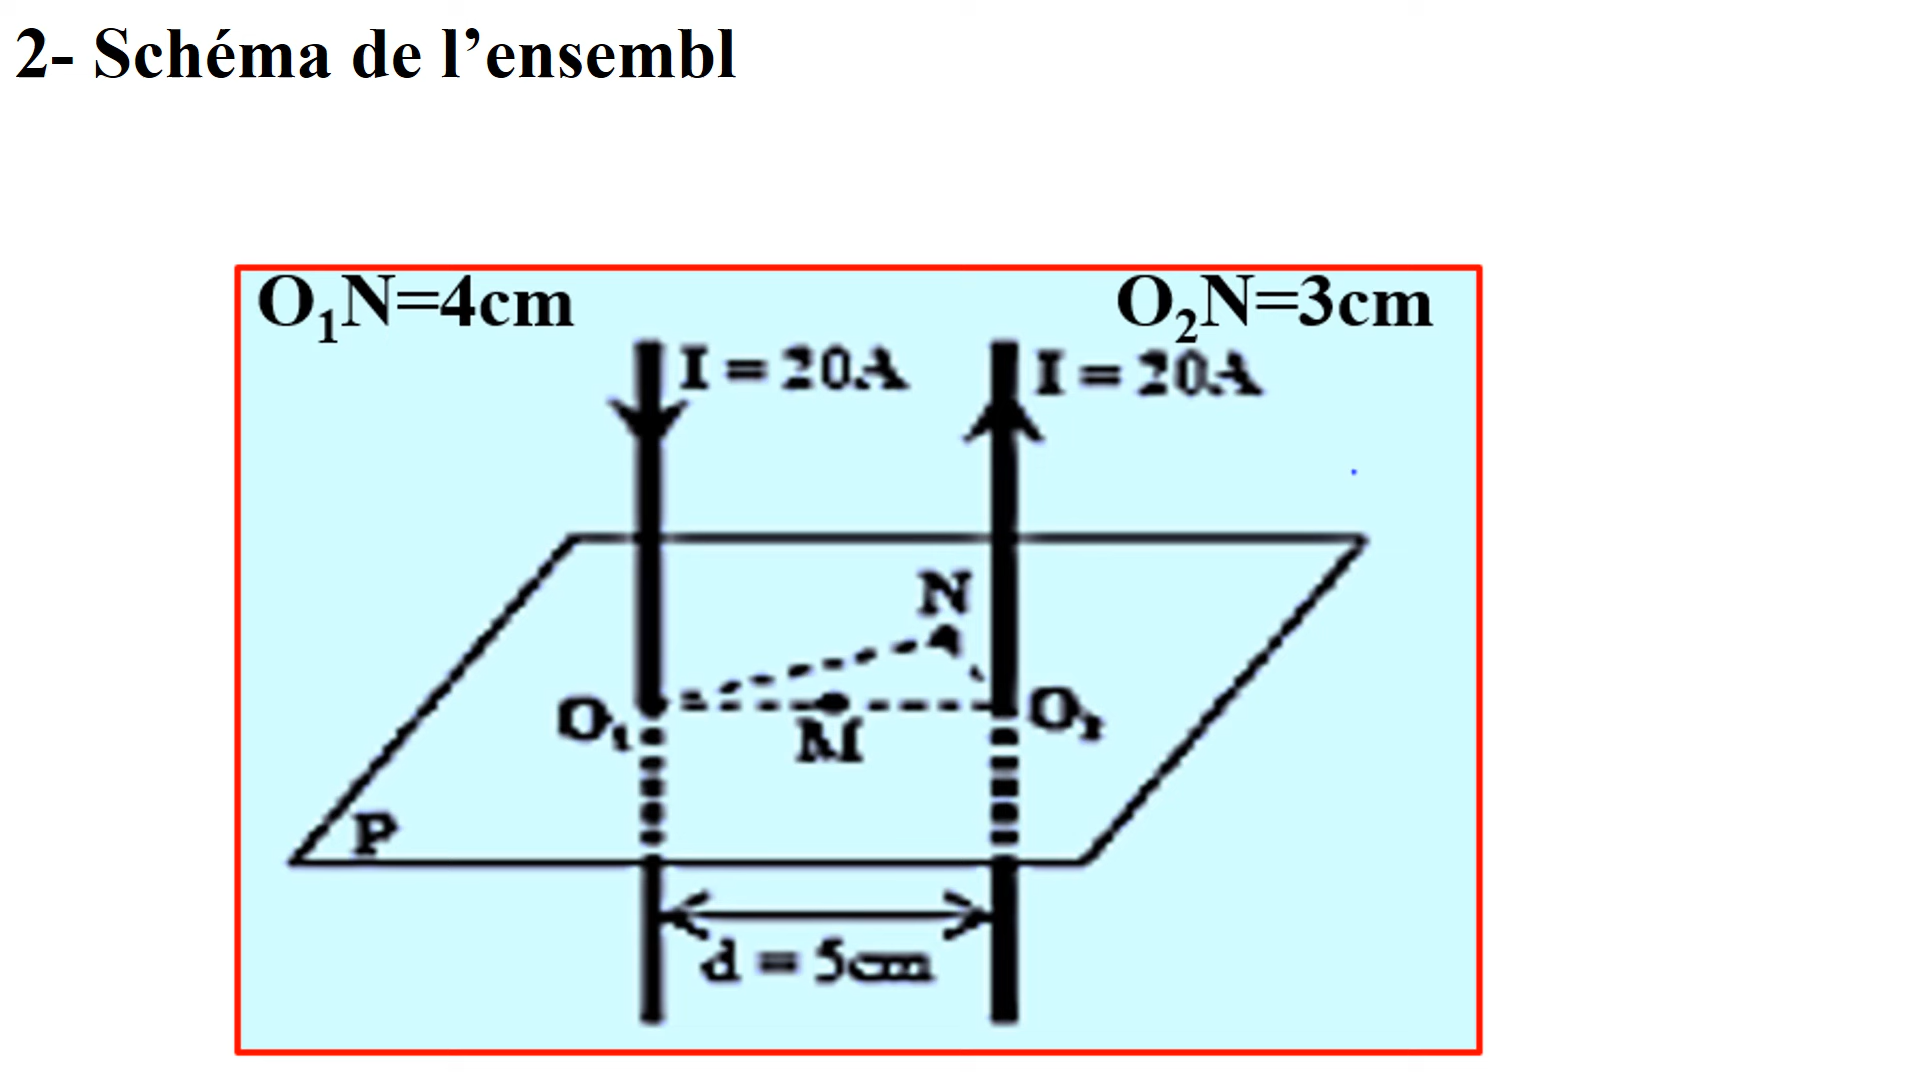 2- Schéma de l’ensembl
O₁N=4cm
O₂N=3cm
I = 20A
I = 20A
N
O₁
M
O₂
P
d = 5cm